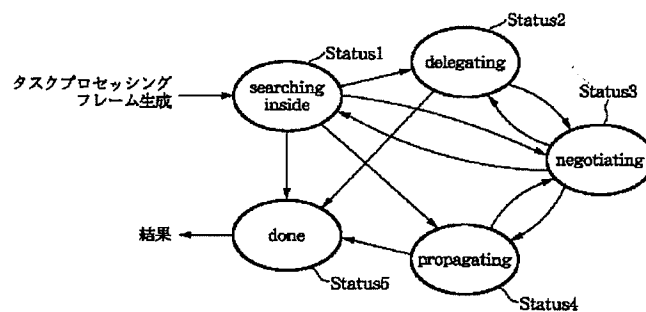 Status2
Status1
delegating
タスクプロセッシング
フレーム生成
searching
inside
Status3
negotiating
結果
done
propagating
Status5
Status4